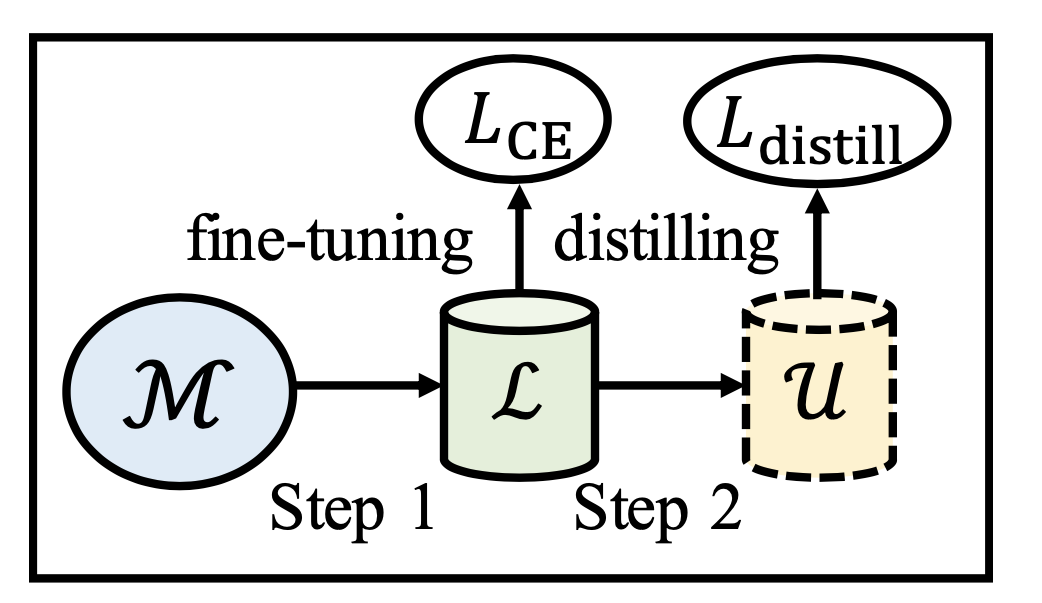 L_CE L_distill
fine-tuning distilling
ℳ ℒ 𝒰
Step 1 Step 2